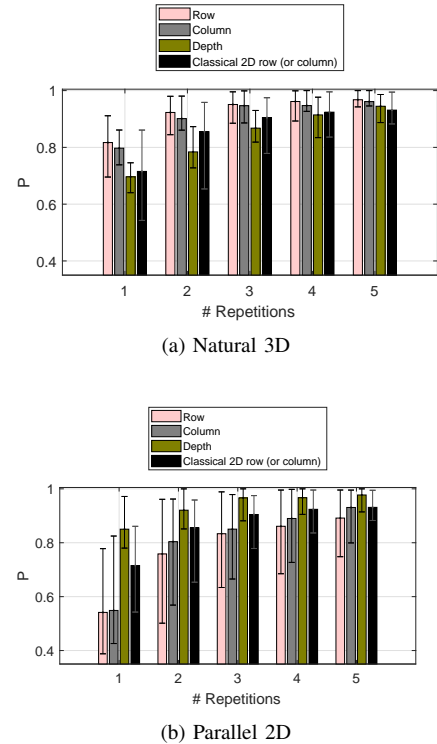 Row
Column
Depth
Classical 2D row (or column)
1
0.8
0.6
0.4
P
1 2 3 4 5
# Repetitions
(a) Natural 3D
Row
Column
Depth
Classical 2D row (or column)
1
0.8
0.6
0.4
P
1 2 3 4 5
# Repetitions
(b) Parallel 2D